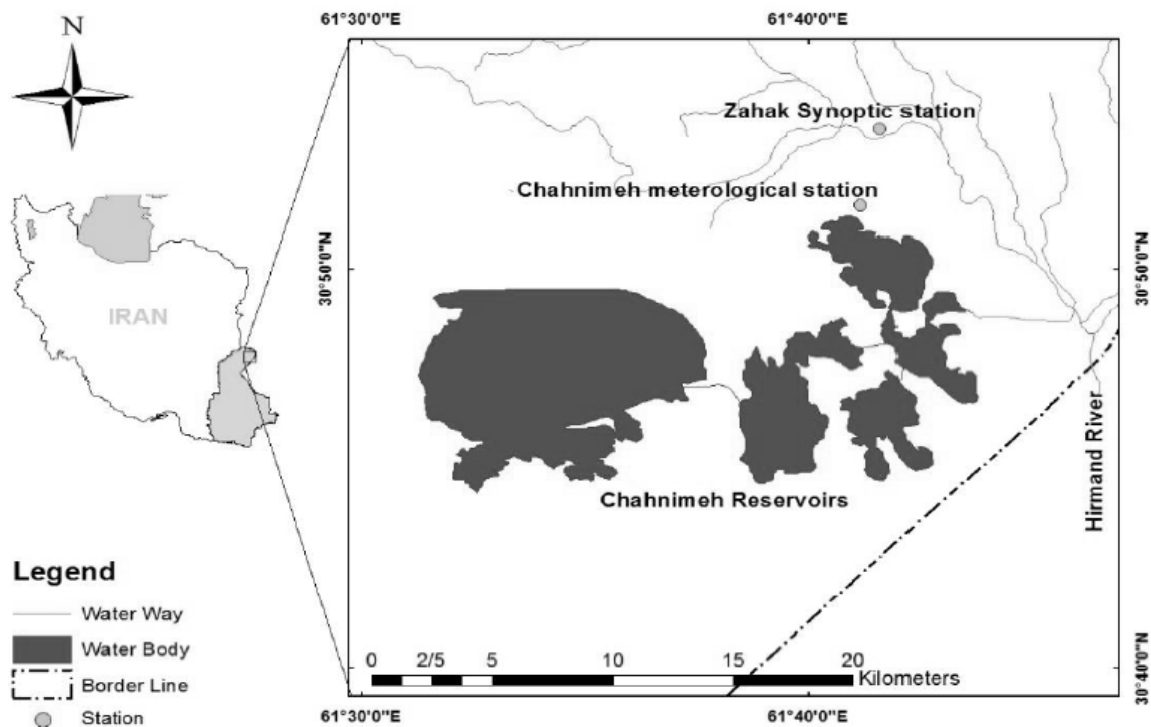 61°30'0"E
61°40'0"E
N
Zahak Synoptic station
Chahnimeh meterological station
30°50'0"N
30°50'0"N
IRAN
Chahnimeh Reservoirs
Hirmand River
Legend
Water Way
Water Body
Border Line
Station
0 2/5 5 10 15 20
Kilometers
30°40'0"N
61°30'0"E
61°40'0"E